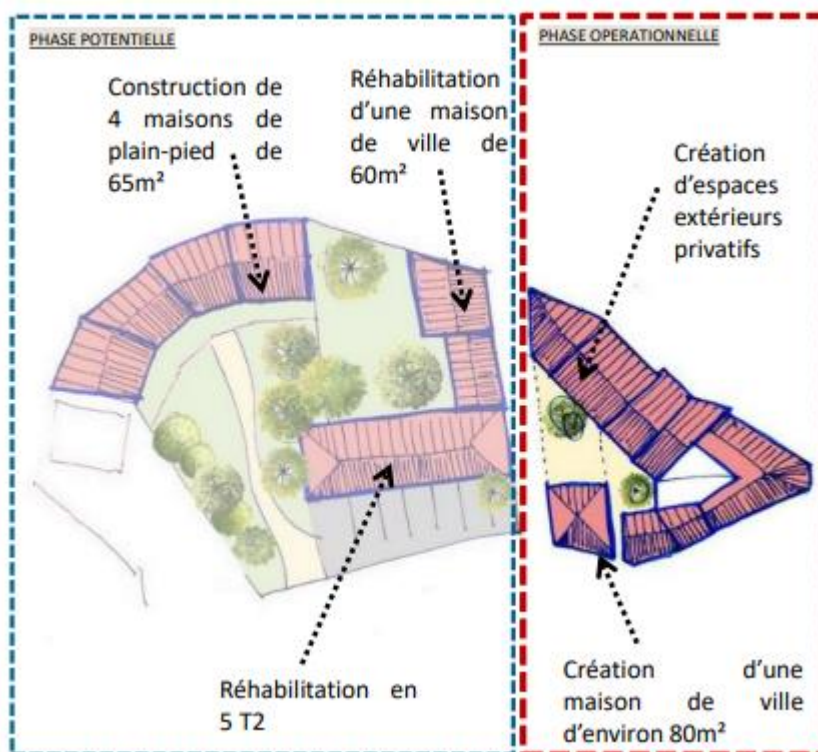 PHASE POTENTIELLE
Construction de
4 maisons de
plain-pied de
65m²
Réhabilitation
d'une maison
de ville de
60m²
Réhabilitation en
5 T2
PHASE OPERATIONNELLE
Création
d'espaces
extérieurs
privatifs
Création d'une
maison de ville
d'environ 80m²